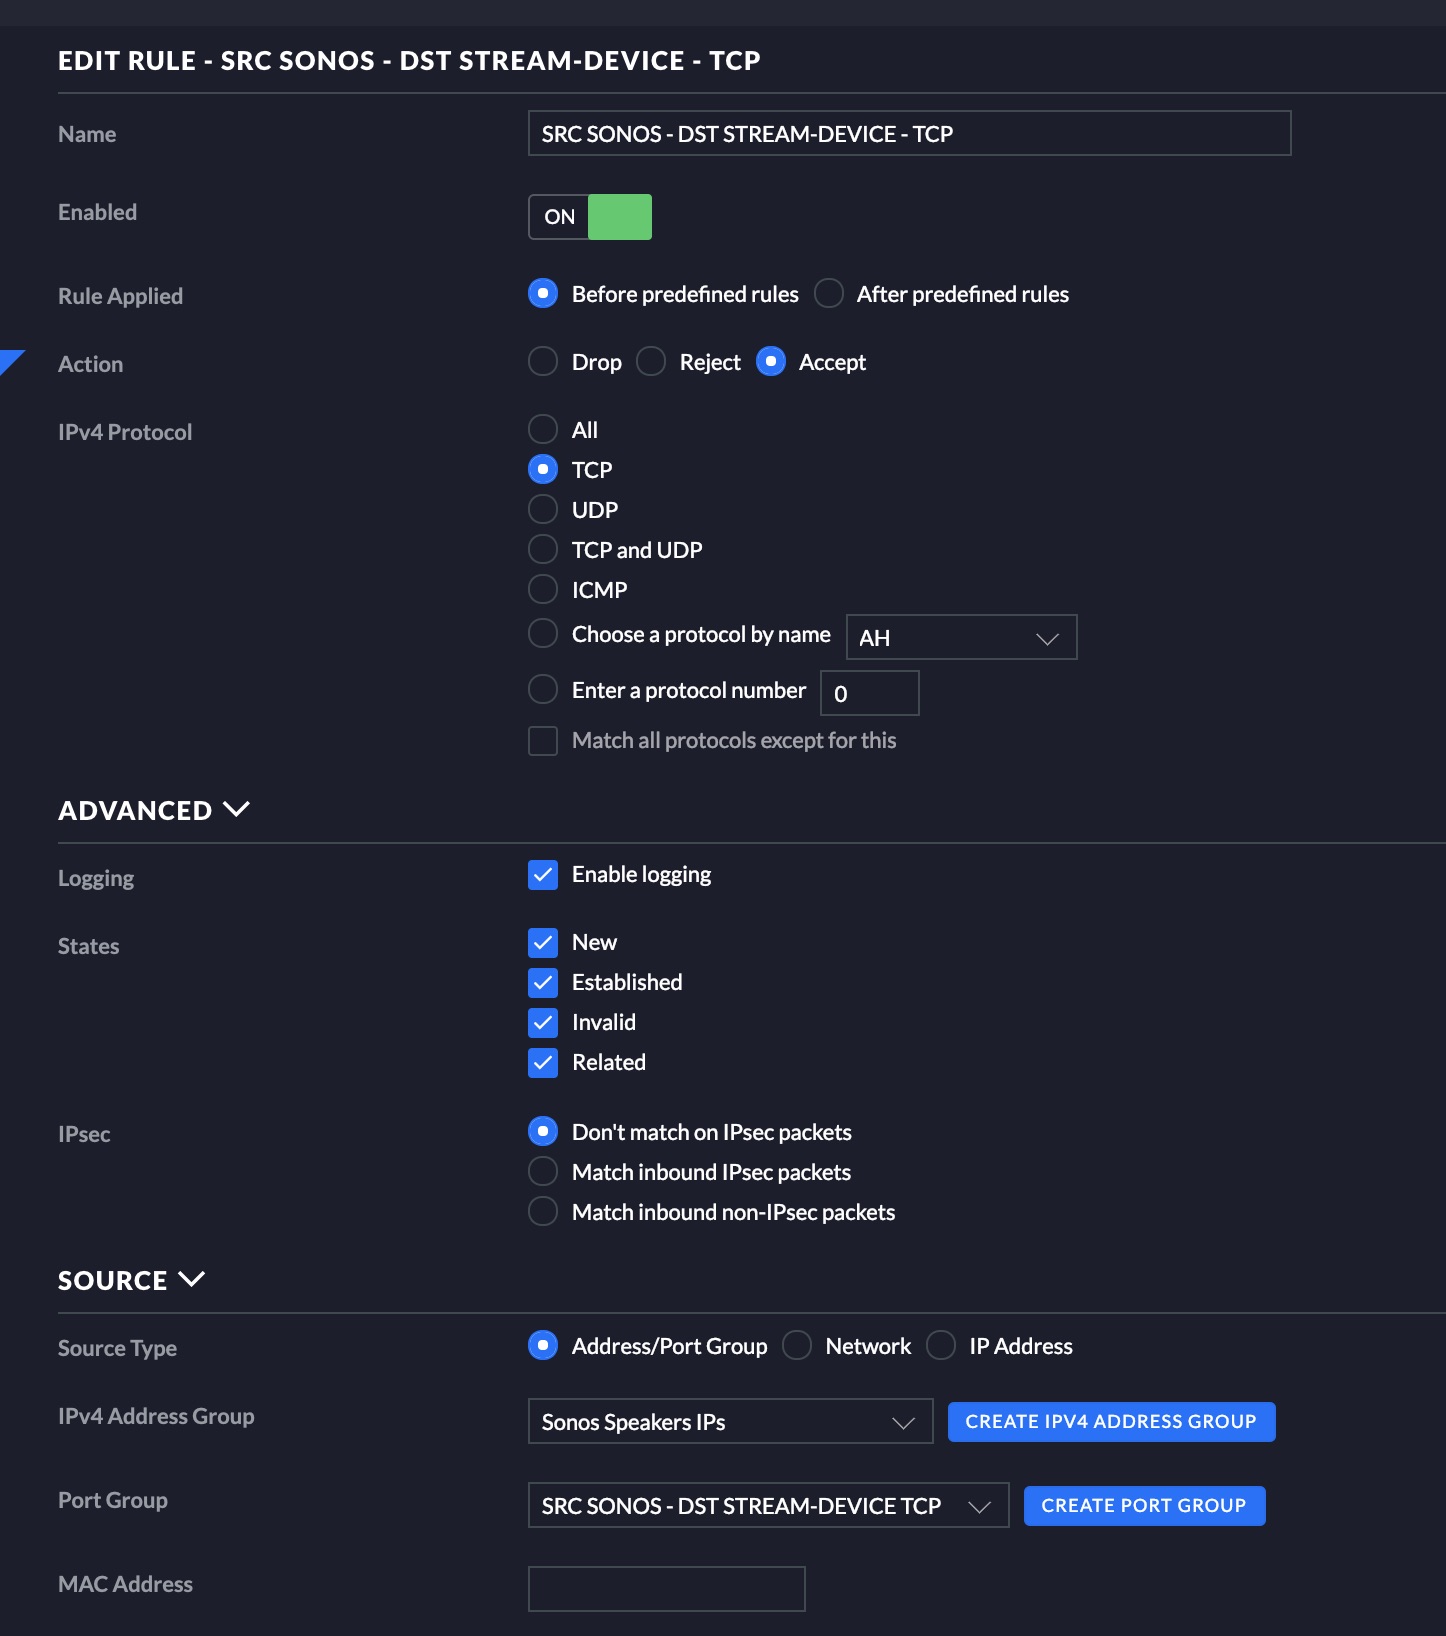 EDIT RULE - SRC SONOS - DST STREAM-DEVICE - TCP
Name
SRC SONOS - DST STREAM-DEVICE - TCP
Enabled
ON
Rule Applied
Before predefined rules After predefined rules
Action
Drop Reject Accept
IPv4 Protocol
All
TCP
UDP
TCP and UDP
ICMP
Choose a protocol by name AH
Enter a protocol number 0
Match all protocols except for this
ADVANCED
Logging
Enable logging
States
New
Established
Invalid
Related
IPsec
Don't match on IPsec packets
Match inbound IPsec packets
Match inbound non-IPsec packets
SOURCE
Source Type
Address/Port Group Network IP Address
IPv4 Address Group
Sonos Speakers IPs CREATE IPV4 ADDRESS GROUP
Port Group
SRC SONOS - DST STREAM-DEVICE TCP CREATE PORT GROUP
MAC Address